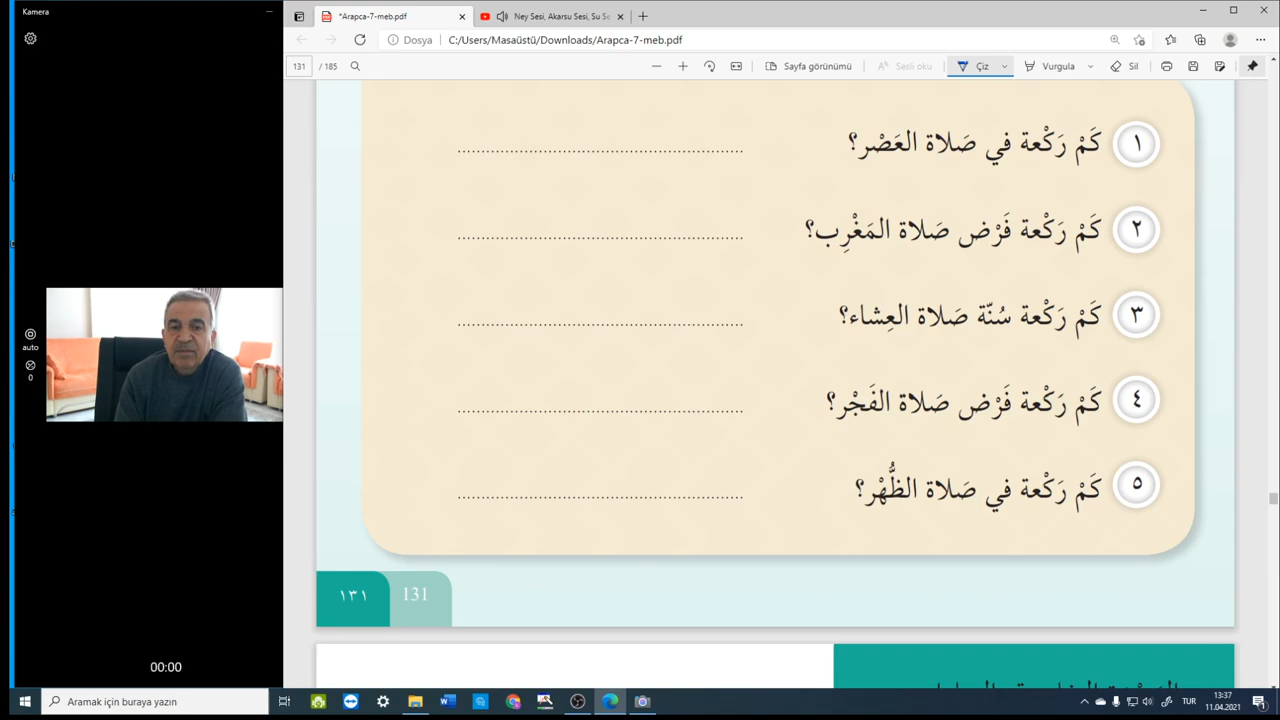 Kamera
*Arapca-7-meb.pdf
Ney Sesi, Akarsu Sesi, Su Se
Dosya
C:/Users/Masaüstü/Downloads/Arapca-7-meb.pdf
131 / 185
Sayfa görünümü
Sesli oku
Çiz
Vurgula
Sil
١ كَمْ رَكْعة في صَلاة العَصْر؟
٢ كَمْ رَكْعة فَرْض صَلاة المَغْرِب؟
٣ كَمْ رَكْعة سُنّة صَلاة العِشاء؟
٤ كَمْ رَكْعة فَرْض صَلاة الفَجْر؟
٥ كَمْ رَكْعة في صَلاة الظُّهْر؟
١٣١ 131
auto
0
00:00
Aramak için buraya yazın
TUR
13:37
11.04.2021